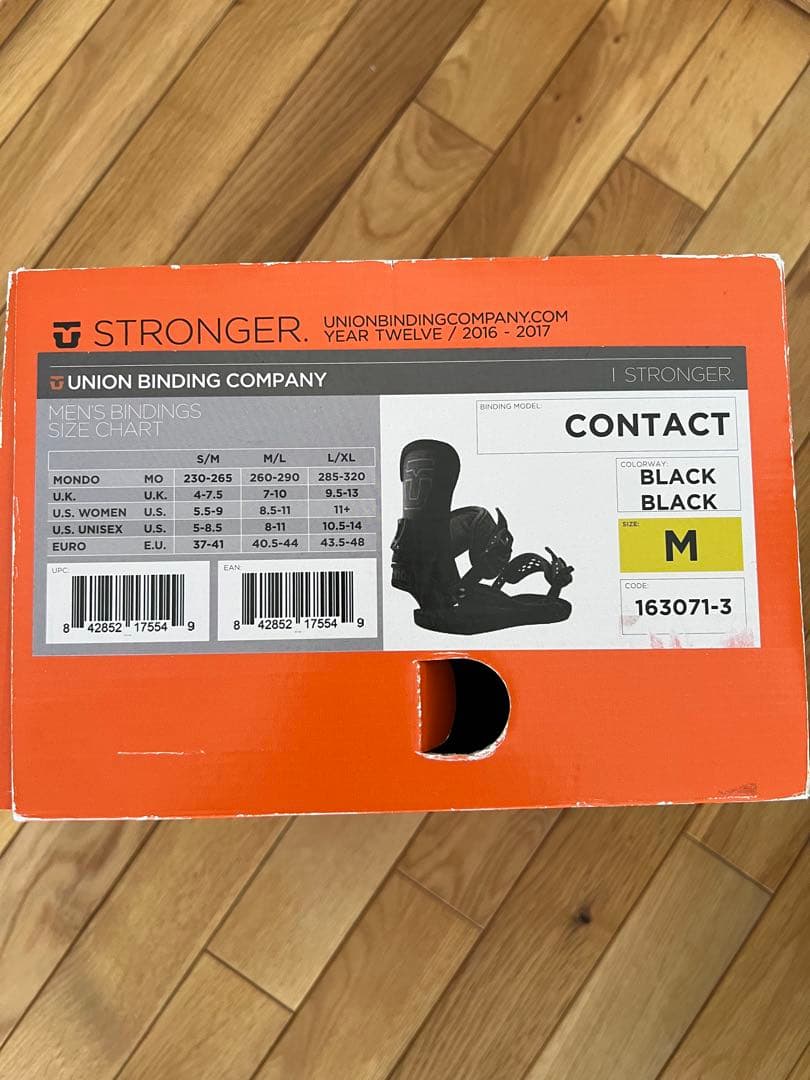 STRONGER.
UNIONBINDINGCOMPANY.COM
YEAR TWELVE / 2016 - 2017
UNION BINDING COMPANY
I STRONGER.
MEN'S BINDINGS
SIZE CHART
S/M M/L L/XL
MONDO MO 230-265 260-290 285-320
U.K. U.K. 4-7.5 7-10 9.5-13
U.S. WOMEN U.S. 5.5-9 8.5-11 11+
U.S. UNISEX U.S. 5-8.5 8-11 10.5-14
EURO E.U. 37-41 40.5-44 43.5-48
UPC:
8 42852 17554 9
EAN:
8 42852 17554 9
BINDING MODEL:
CONTACT
COLORWAY:
BLACK
BLACK
SIZE:
M
CODE:
163071-3